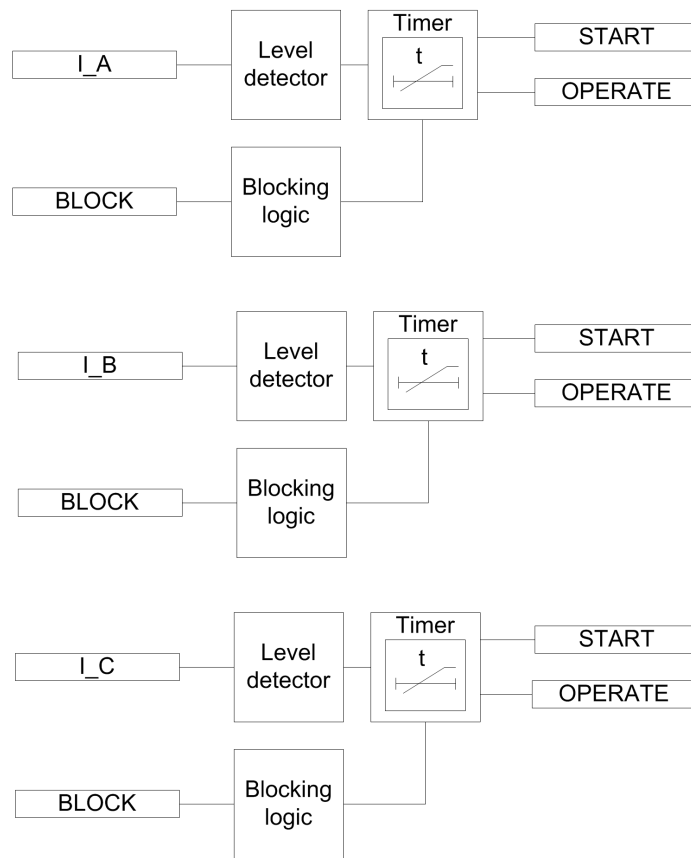 Timer
START
Level
detector
t
I_A
OPERATE
Blocking
logic
BLOCK
Timer
START
Level
detector
t
I_B
OPERATE
Blocking
logic
BLOCK
Timer
START
Level
detector
t
I_C
OPERATE
Blocking
logic
BLOCK